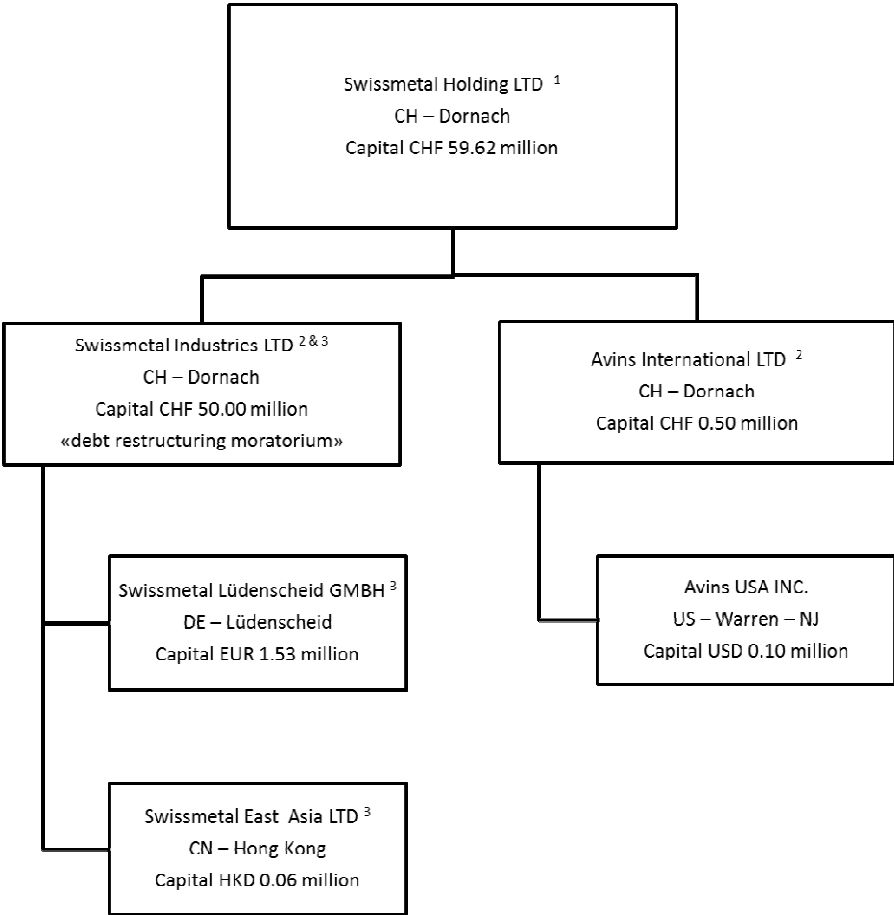 Swissmetal Holding LTD 1
CH – Dornach
Capital CHF 59.62 million
Swissmetal Industries LTD 2 & 3
CH – Dornach
Capital CHF 50.00 million
«debt restructuring moratorium»
Avins International LTD 2
CH – Dornach
Capital CHF 0.50 million
Swissmetal Lüdenscheid GMBH 3
DE – Lüdenscheid
Capital EUR 1.53 million
Avins USA INC.
US – Warren – NJ
Capital USD 0.10 million
Swissmetal East Asia LTD 3
CN – Hong Kong
Capital HKD 0.06 million